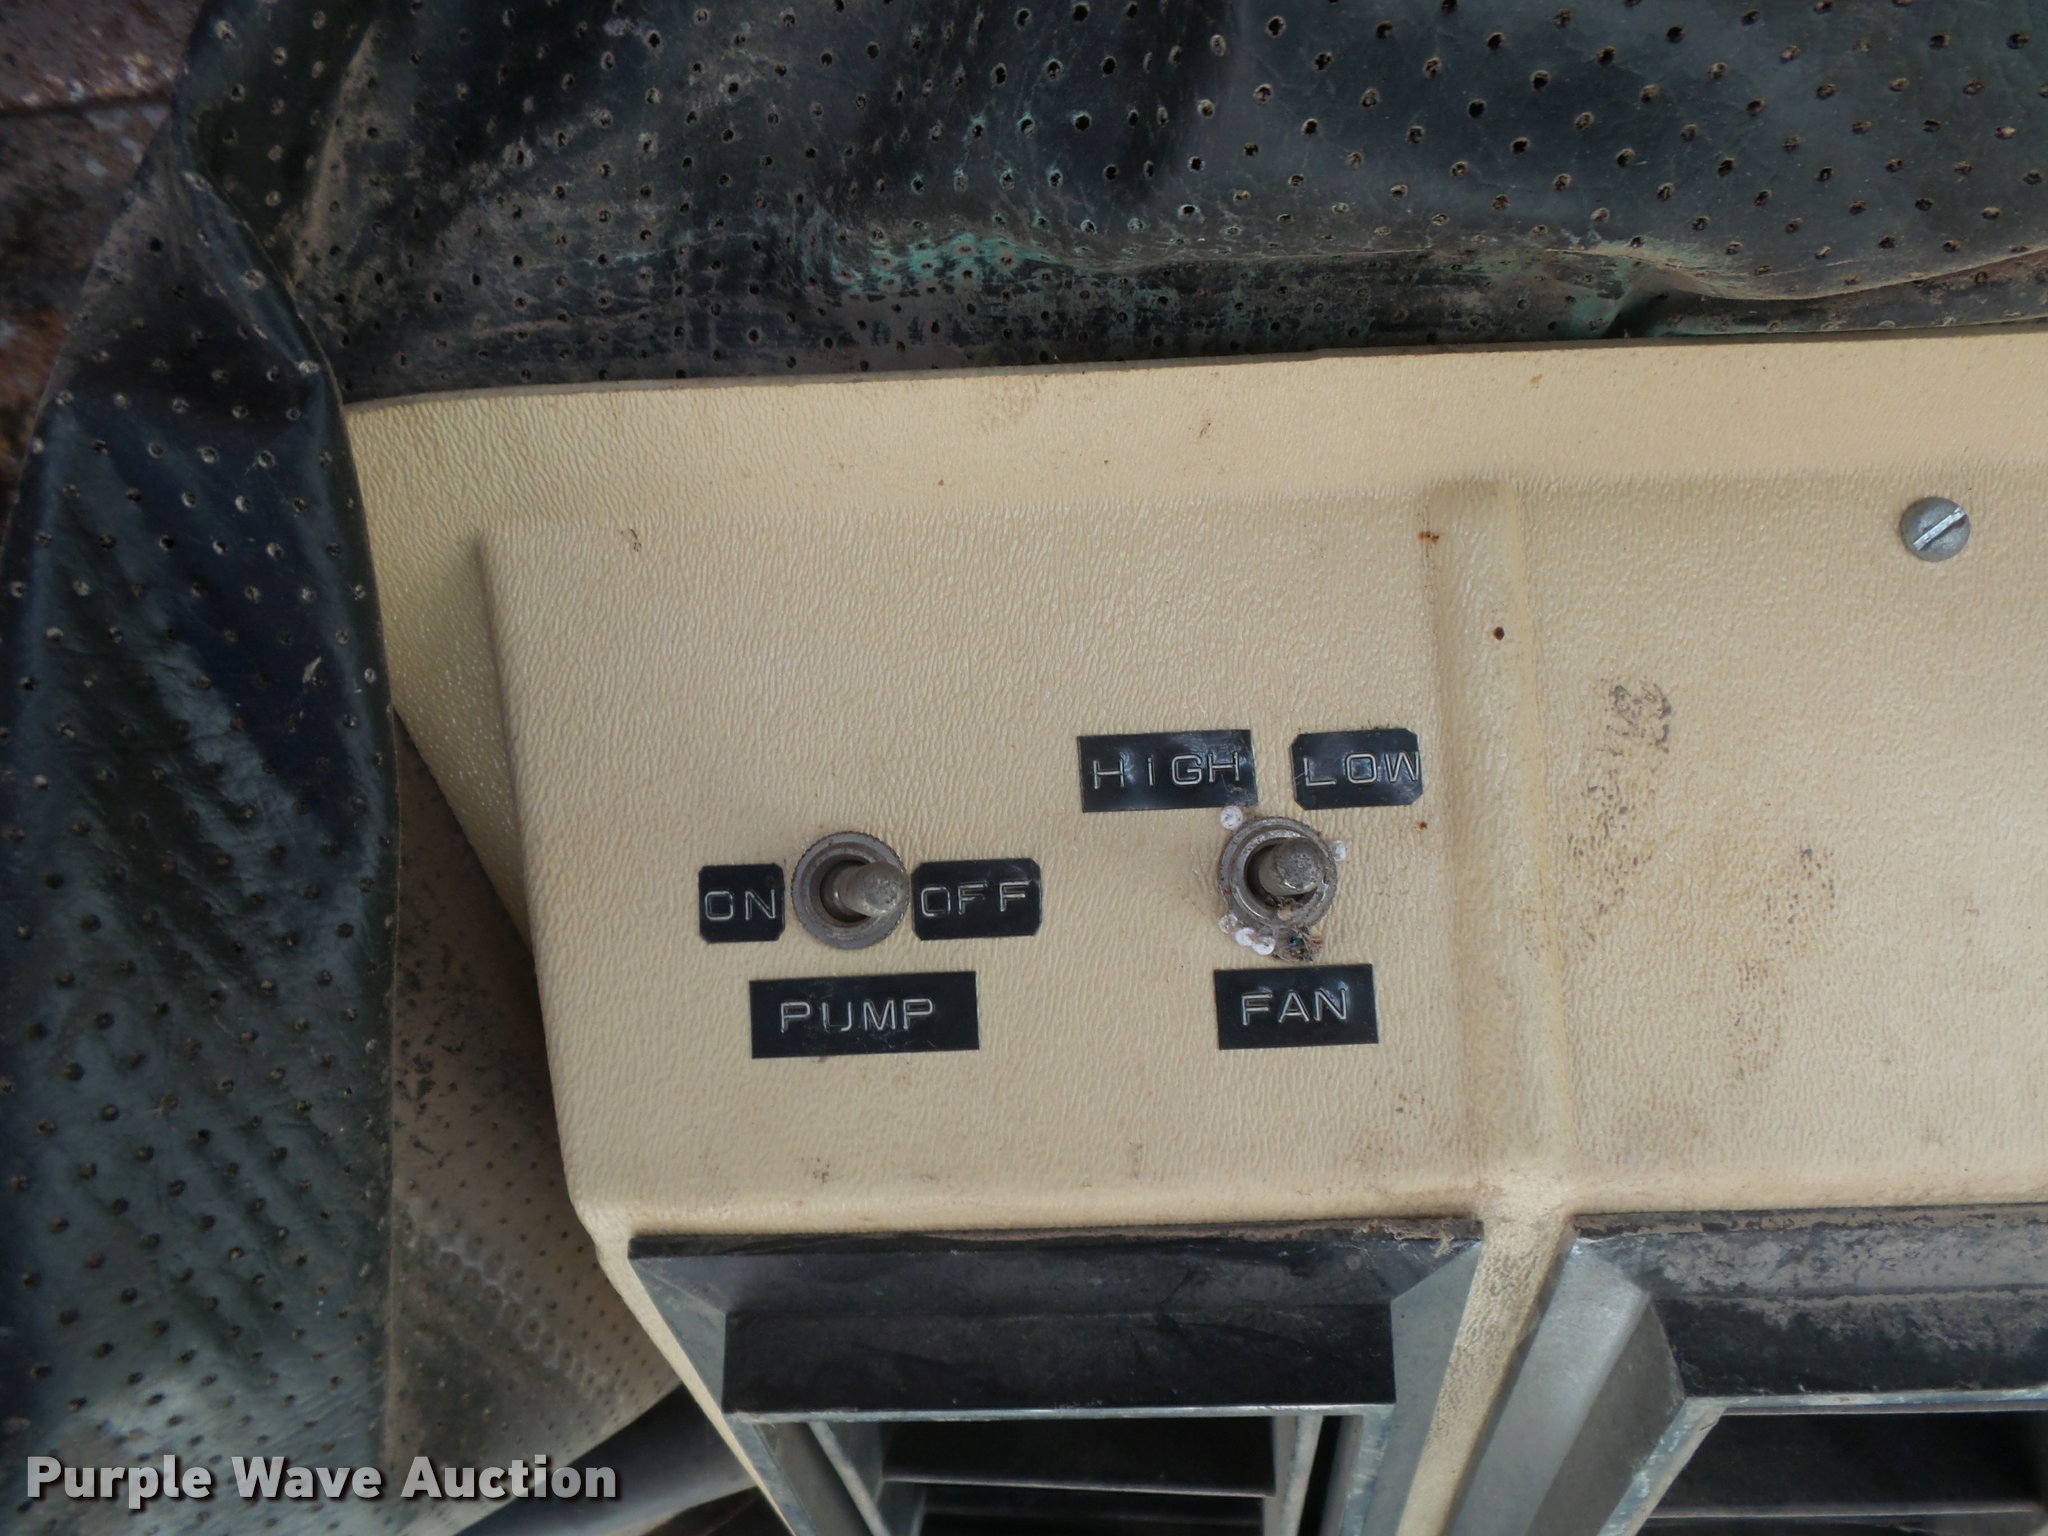 HIGH LOW
ON OFF
PUMP FAN
Purple Wave Auction